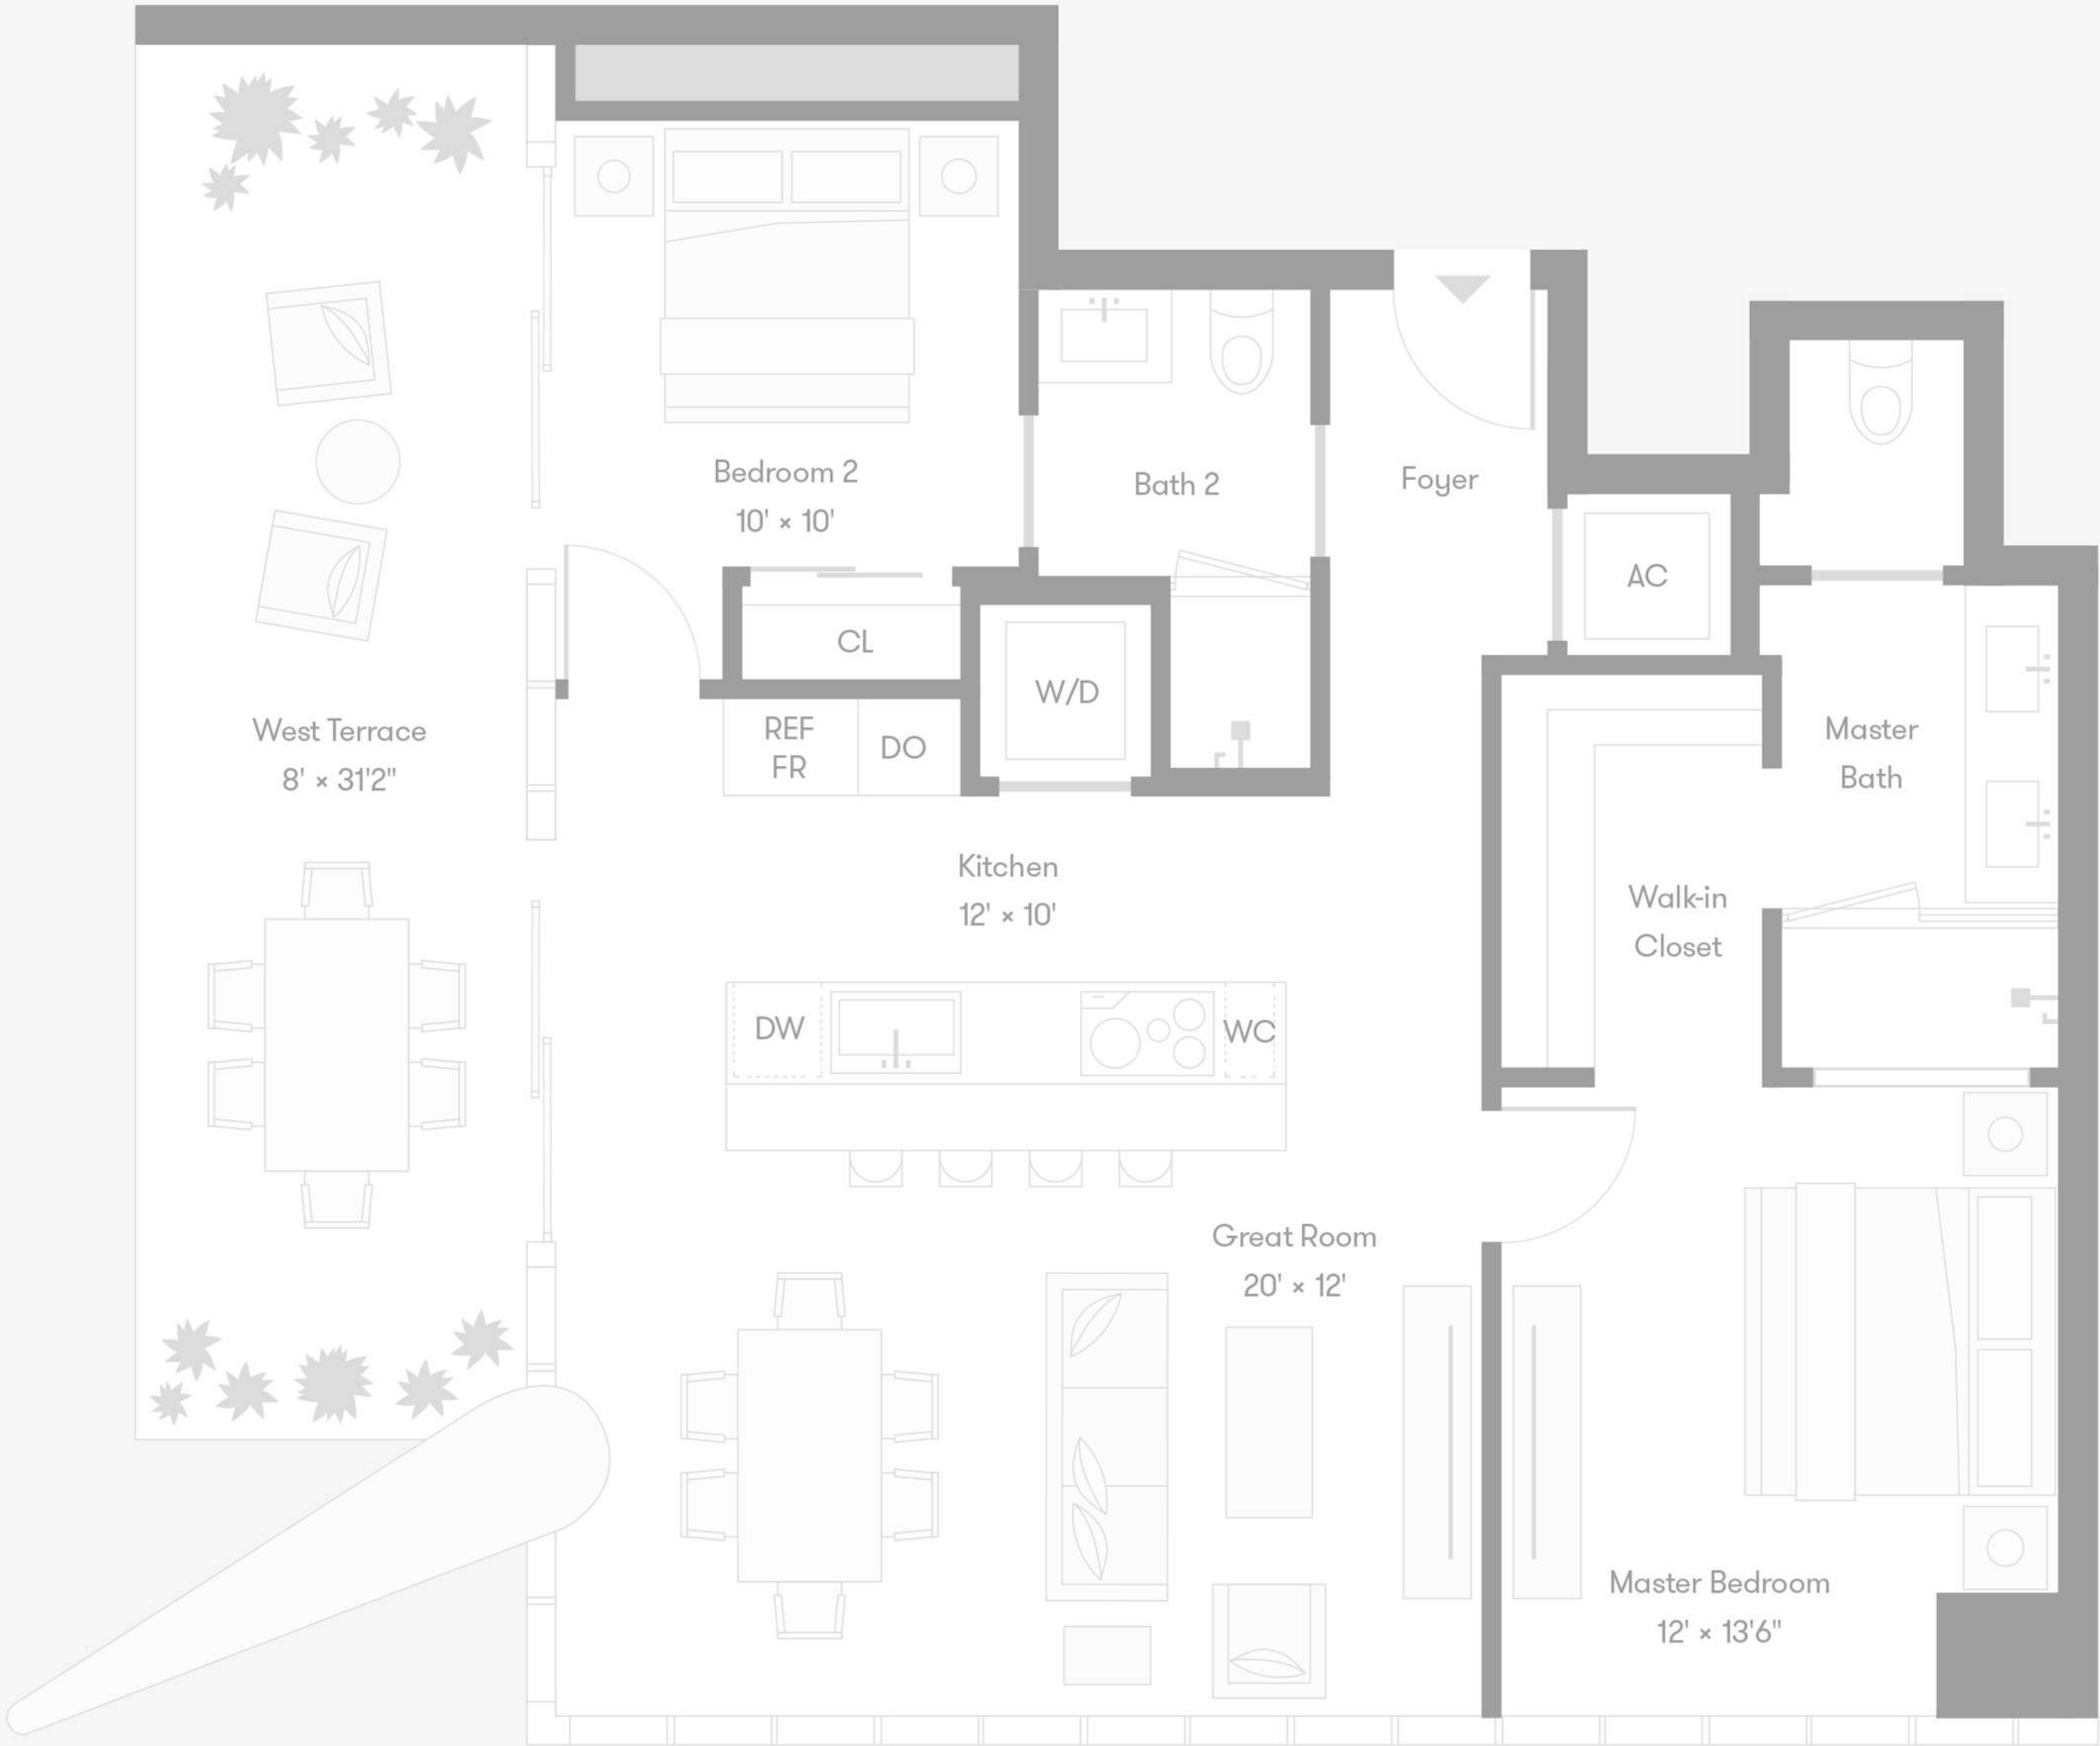 Bedroom 2
10' × 10'
Bath 2
Foyer
AC
CL
W/D
West Terrace
8' × 31'2"
REF
FR
DO
Master
Bath
Kitchen
12' × 10'
Walk-in
Closet
DW
WC
Great Room
20' × 12'
Master Bedroom
12' × 13'6"